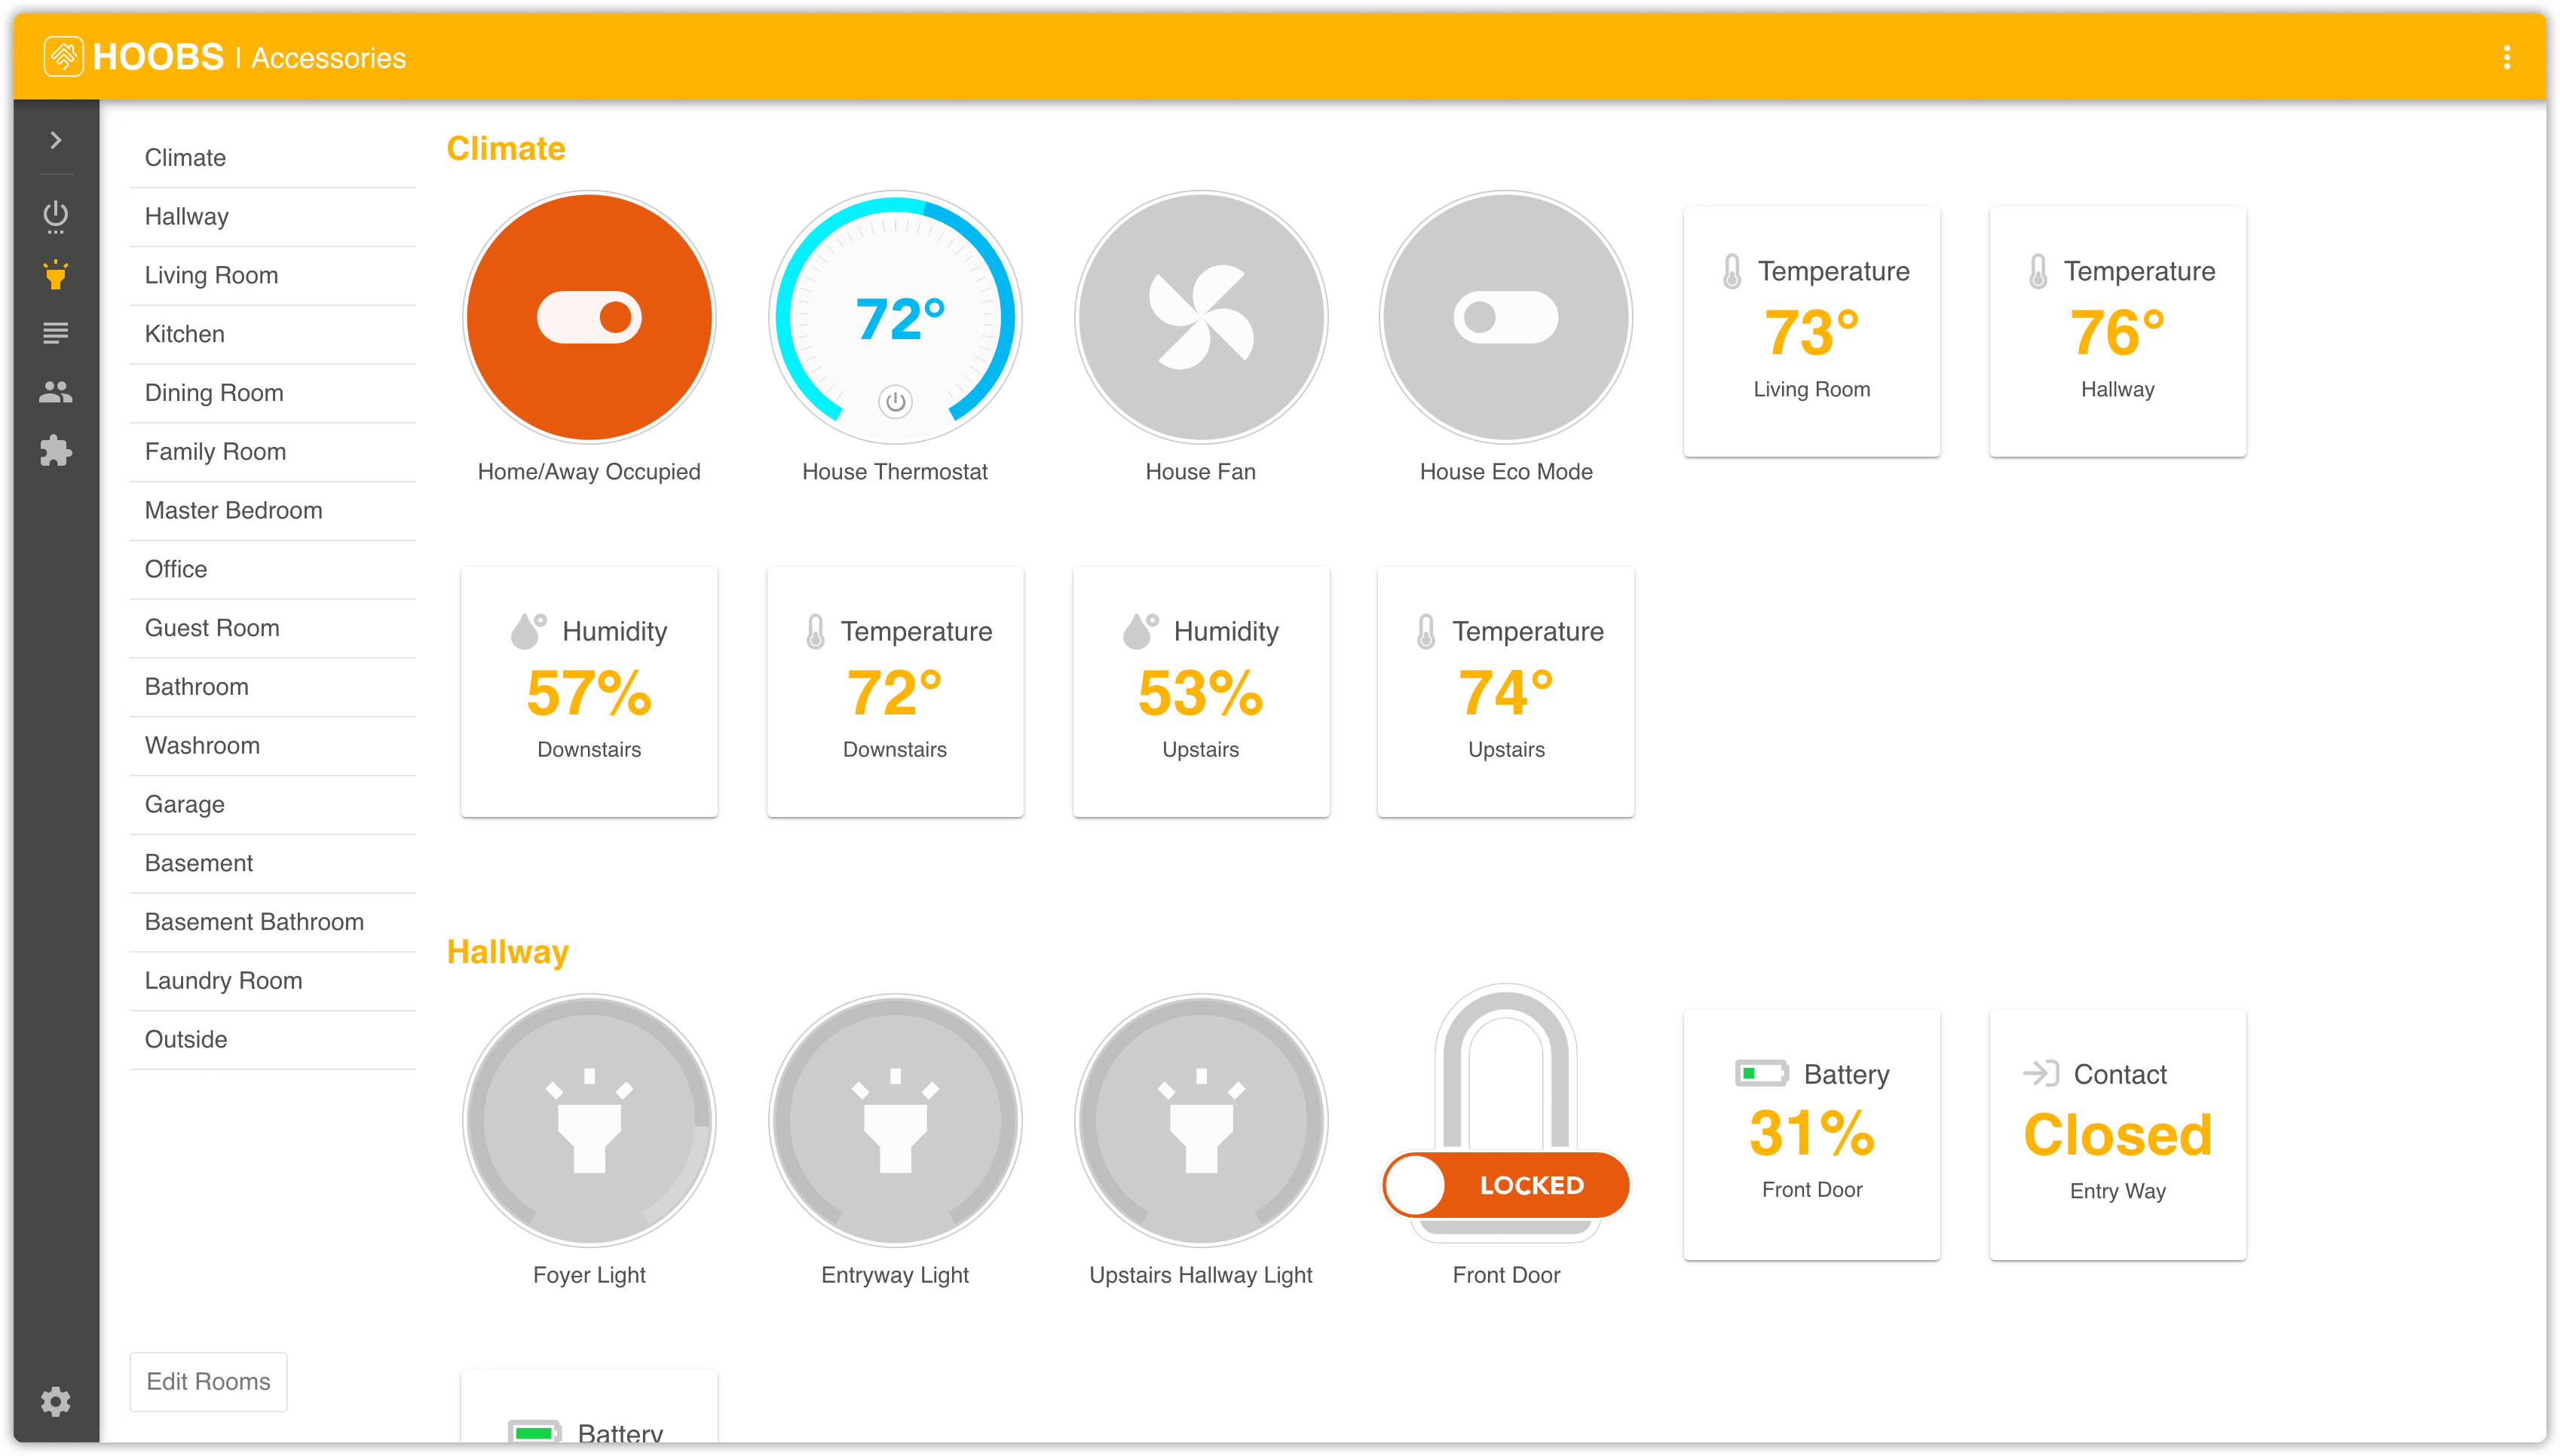 HOOBS | Accessories
Climate
Hallway
Living Room
Kitchen
Dining Room
Family Room
Master Bedroom
Office
Guest Room
Bathroom
Washroom
Garage
Basement
Basement Bathroom
Laundry Room
Outside
Edit Rooms
Climate
72°
Home/Away Occupied
House Thermostat
House Fan
House Eco Mode
Temperature
73°
Living Room
Temperature
76°
Hallway
Humidity
57%
Downstairs
Temperature
72°
Downstairs
Humidity
53%
Upstairs
Temperature
74°
Upstairs
Hallway
Foyer Light
Entryway Light
Upstairs Hallway Light
LOCKED
Front Door
Battery
31%
Front Door
Contact
Closed
Entry Way
Battery